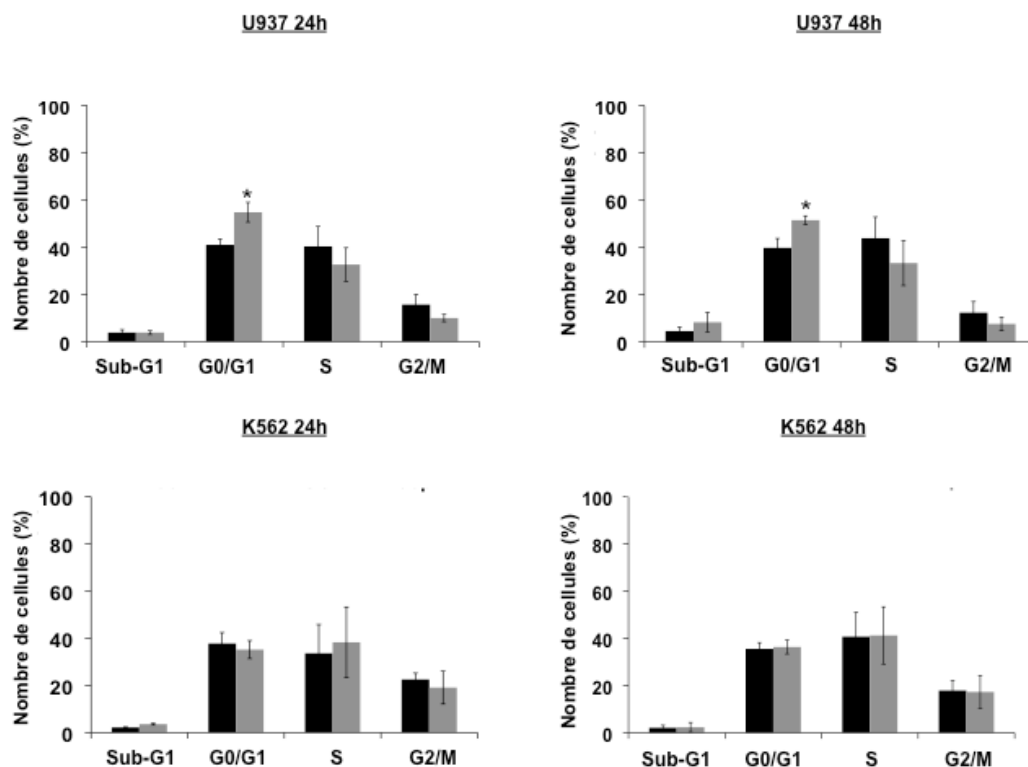 U937 24h
Nombre de cellules (%)
100
80
60
40
20
0
*
Sub-G1 G0/G1 S G2/M
U937 48h
Nombre de cellules (%)
100
80
60
40
20
0
*
Sub-G1 G0/G1 S G2/M
K562 24h
Nombre de cellules (%)
100
80
60
40
20
0
Sub-G1 G0/G1 S G2/M
K562 48h
Nombre de cellules (%)
100
80
60
40
20
0
Sub-G1 G0/G1 S G2/M